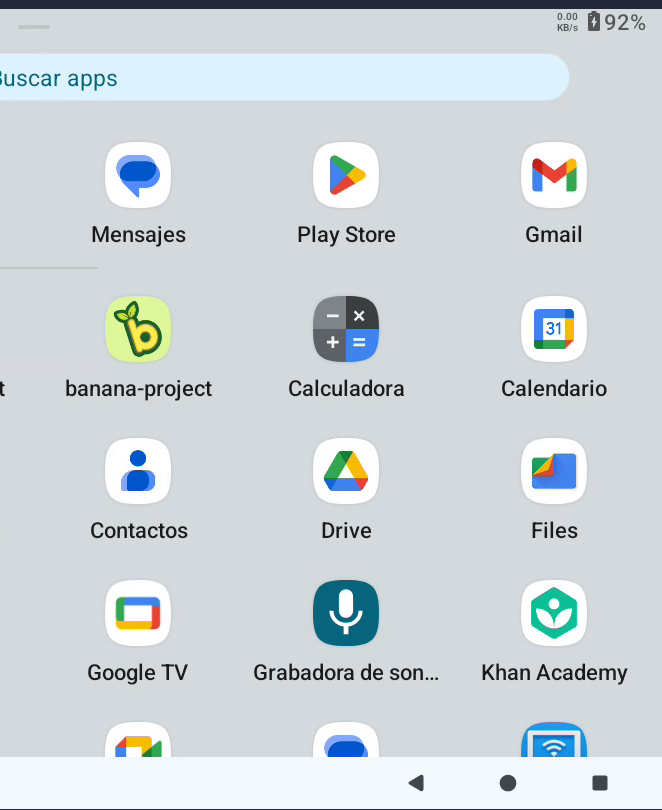 0.00
KB/s
92%
Buscar apps
Mensajes
Play Store
Gmail
t
banana-project
Calculadora
31
Calendario
Contactos
Drive
Files
Google TV
Grabadora de son...
Khan Academy